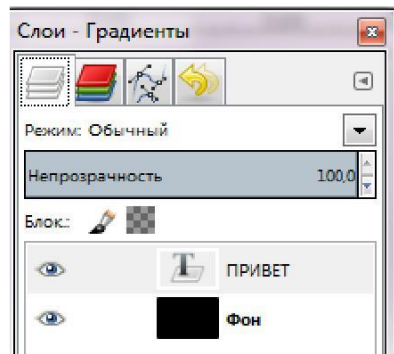 Слои - Градиенты
Режим: Обычный
Непрозрачность 100,0
Блок.:
ПРИВЕТ
Фон